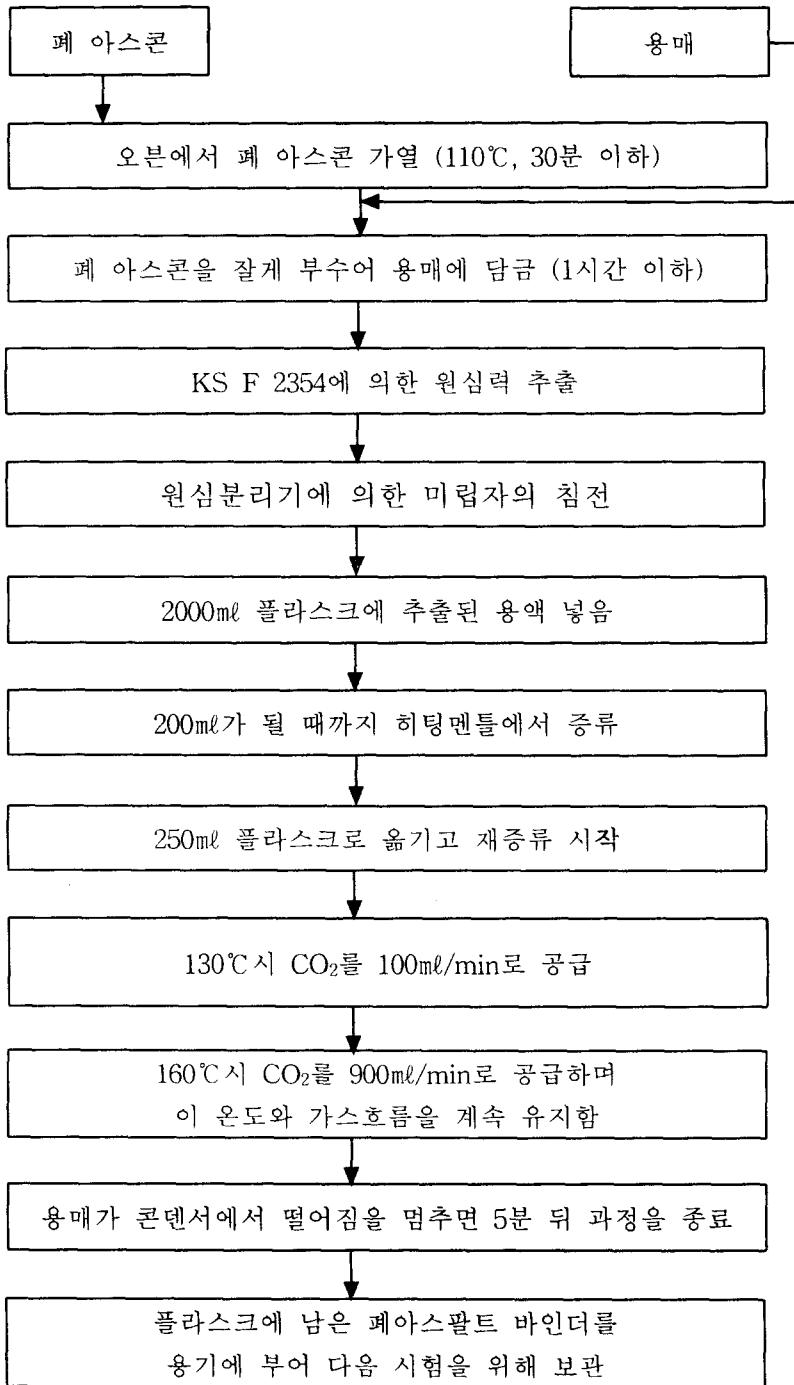 폐 아스콘
용매
오븐에서 폐 아스콘 가열 (110℃, 30분 이하)
폐 아스콘을 잘게 부수어 용매에 담금 (1시간 이하)
KS F 2354에 의한 원심력 추출
원심분리기에 의한 미립자의 침전
2000㎖ 플라스크에 추출된 용액 넣음
200㎖가 될 때까지 히팅멘틀에서 증류
250㎖ 플라스크로 옮기고 재증류 시작
130℃시 CO₂를 100㎖/min로 공급
160℃시 CO₂를 900㎖/min로 공급하며
이 온도와 가스흐름을 계속 유지함
용매가 콘덴서에서 떨어짐을 멈추면 5분 뒤 과정을 종료
플라스크에 남은 폐아스팔트 바인더를
용기에 부어 다음 시험을 위해 보관